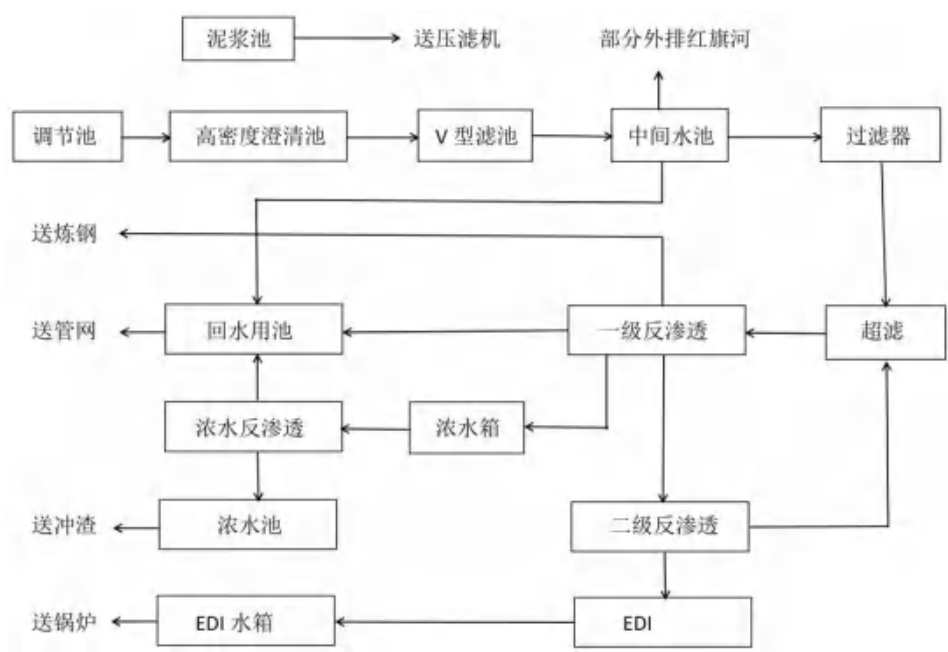 泥浆池 送压滤机 部分外排红旗河
调节池 高密度澄清池 V 型滤池 中间水池 过滤器
送炼钢
送管网 回水用池 一级反渗透 超滤
浓水反渗透 浓水箱
送冲渣 浓水池 二级反渗透
送锅炉 EDI 水箱 EDI